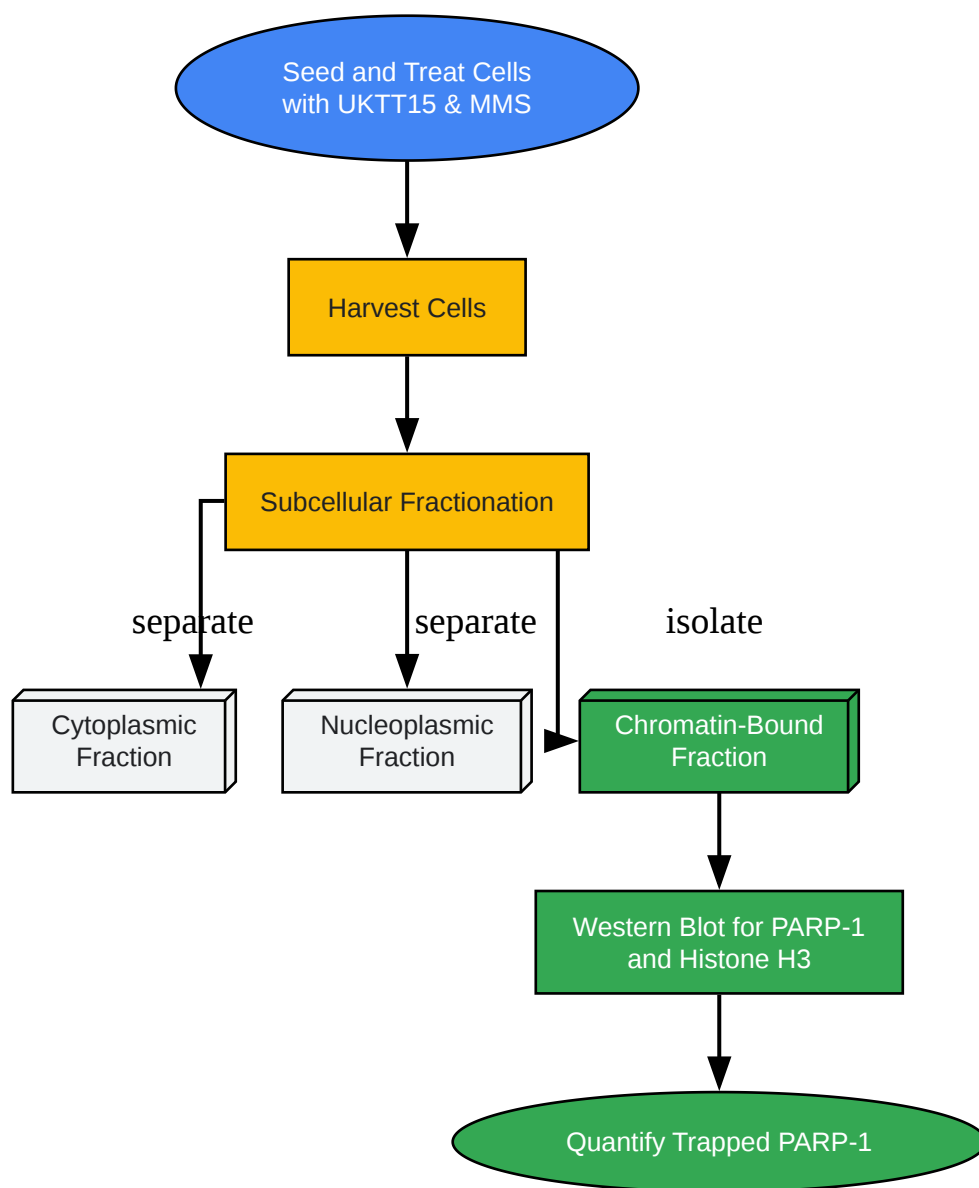 Seed and Treat Cells
with UKTT15 & MMS
Harvest Cells
Subcellular Fractionation
separate
separate
isolate
Cytoplasmic
Fraction
Nucleoplasmic
Fraction
Chromatin-Bound
Fraction
Western Blot for PARP-1
and Histone H3
Quantify Trapped PARP-1